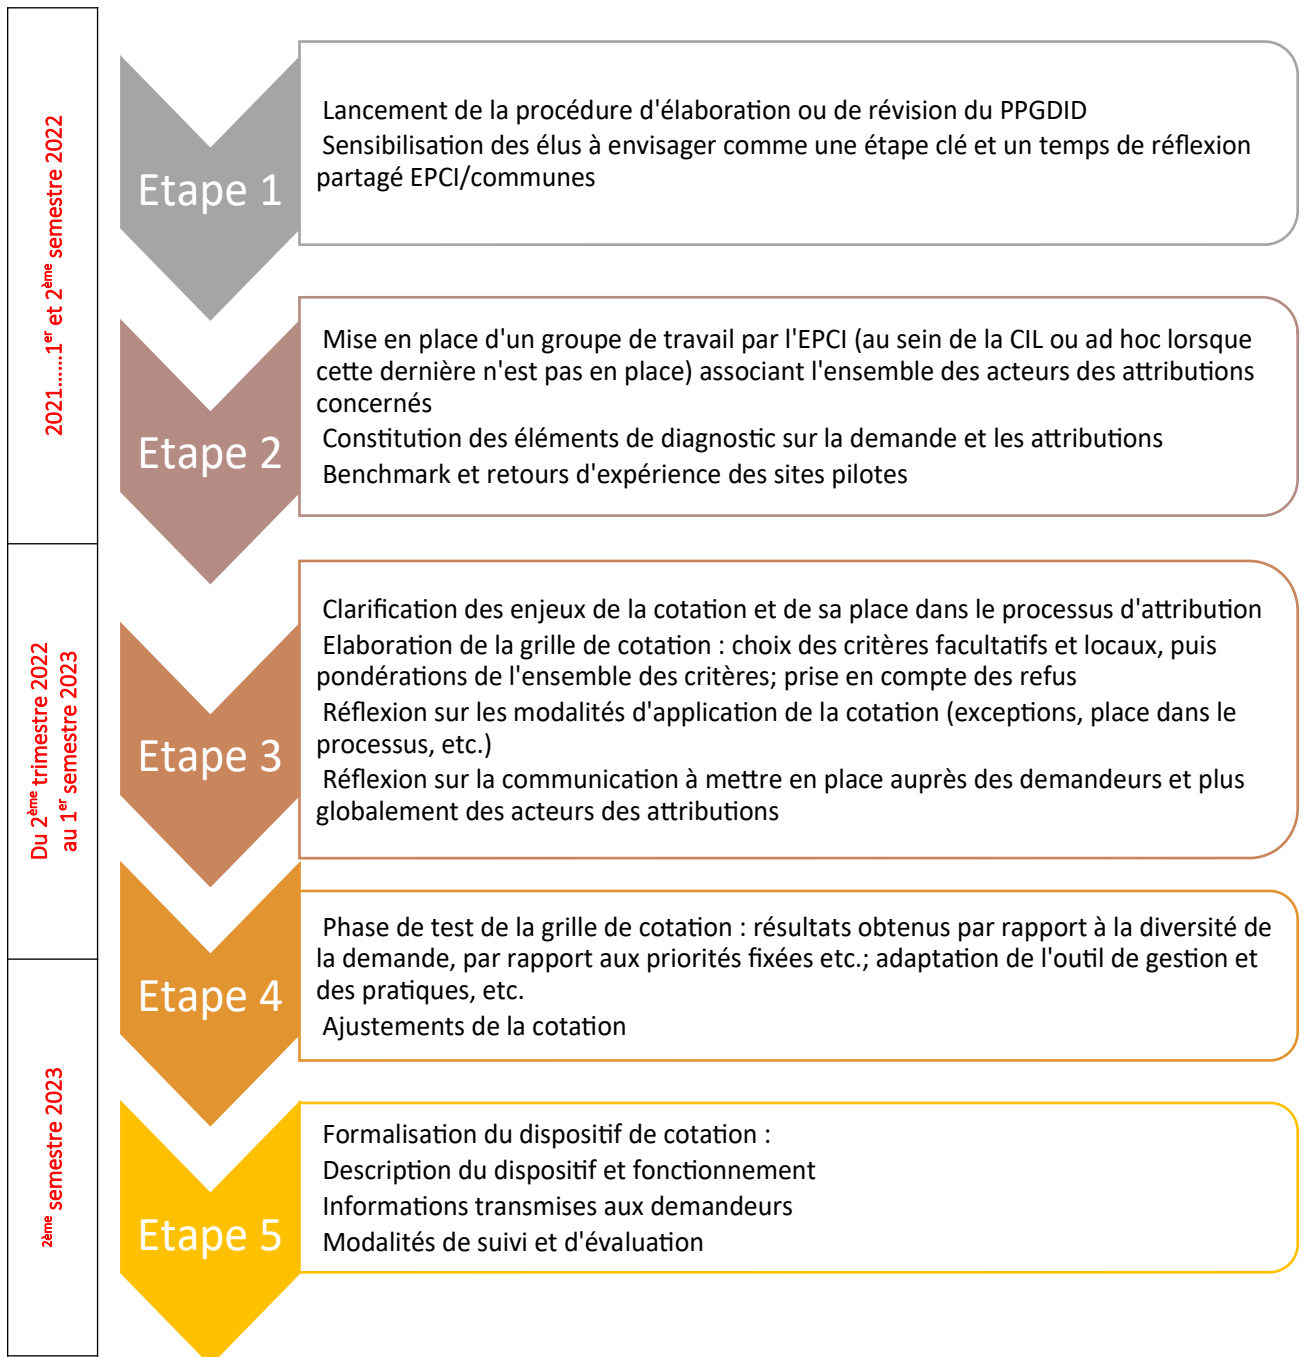 2021......1er et 2ème semestre 2022
Etape 1
Lancement de la procédure d'élaboration ou de révision du PPGDID
Sensibilisation des élus à envisager comme une étape clé et un temps de réflexion
partagé EPCI/communes
Etape 2
Mise en place d'un groupe de travail par l'EPCI (au sein de la CIL ou ad hoc lorsque
cette dernière n'est pas en place) associant l'ensemble des acteurs des attributions
concernés
Constitution des éléments de diagnostic sur la demande et les attributions
Benchmark et retours d'expérience des sites pilotes
Du 2ème trimestre 2022
au 1er semestre 2023
Etape 3
Clarification des enjeux de la cotation et de sa place dans le processus d'attribution
Elaboration de la grille de cotation : choix des critères facultatifs et locaux, puis
pondérations de l'ensemble des critères; prise en compte des refus
Réflexion sur les modalités d'application de la cotation (exceptions, place dans le
processus, etc.)
Réflexion sur la communication à mettre en place auprès des demandeurs et plus
globalement des acteurs des attributions
Etape 4
Phase de test de la grille de cotation : résultats obtenus par rapport à la diversité de
la demande, par rapport aux priorités fixées etc.; adaptation de l'outil de gestion et
des pratiques, etc.
Ajustements de la cotation
2ème semestre 2023
Etape 5
Formalisation du dispositif de cotation :
Description du dispositif et fonctionnement
Informations transmises aux demandeurs
Modalités de suivi et d'évaluation